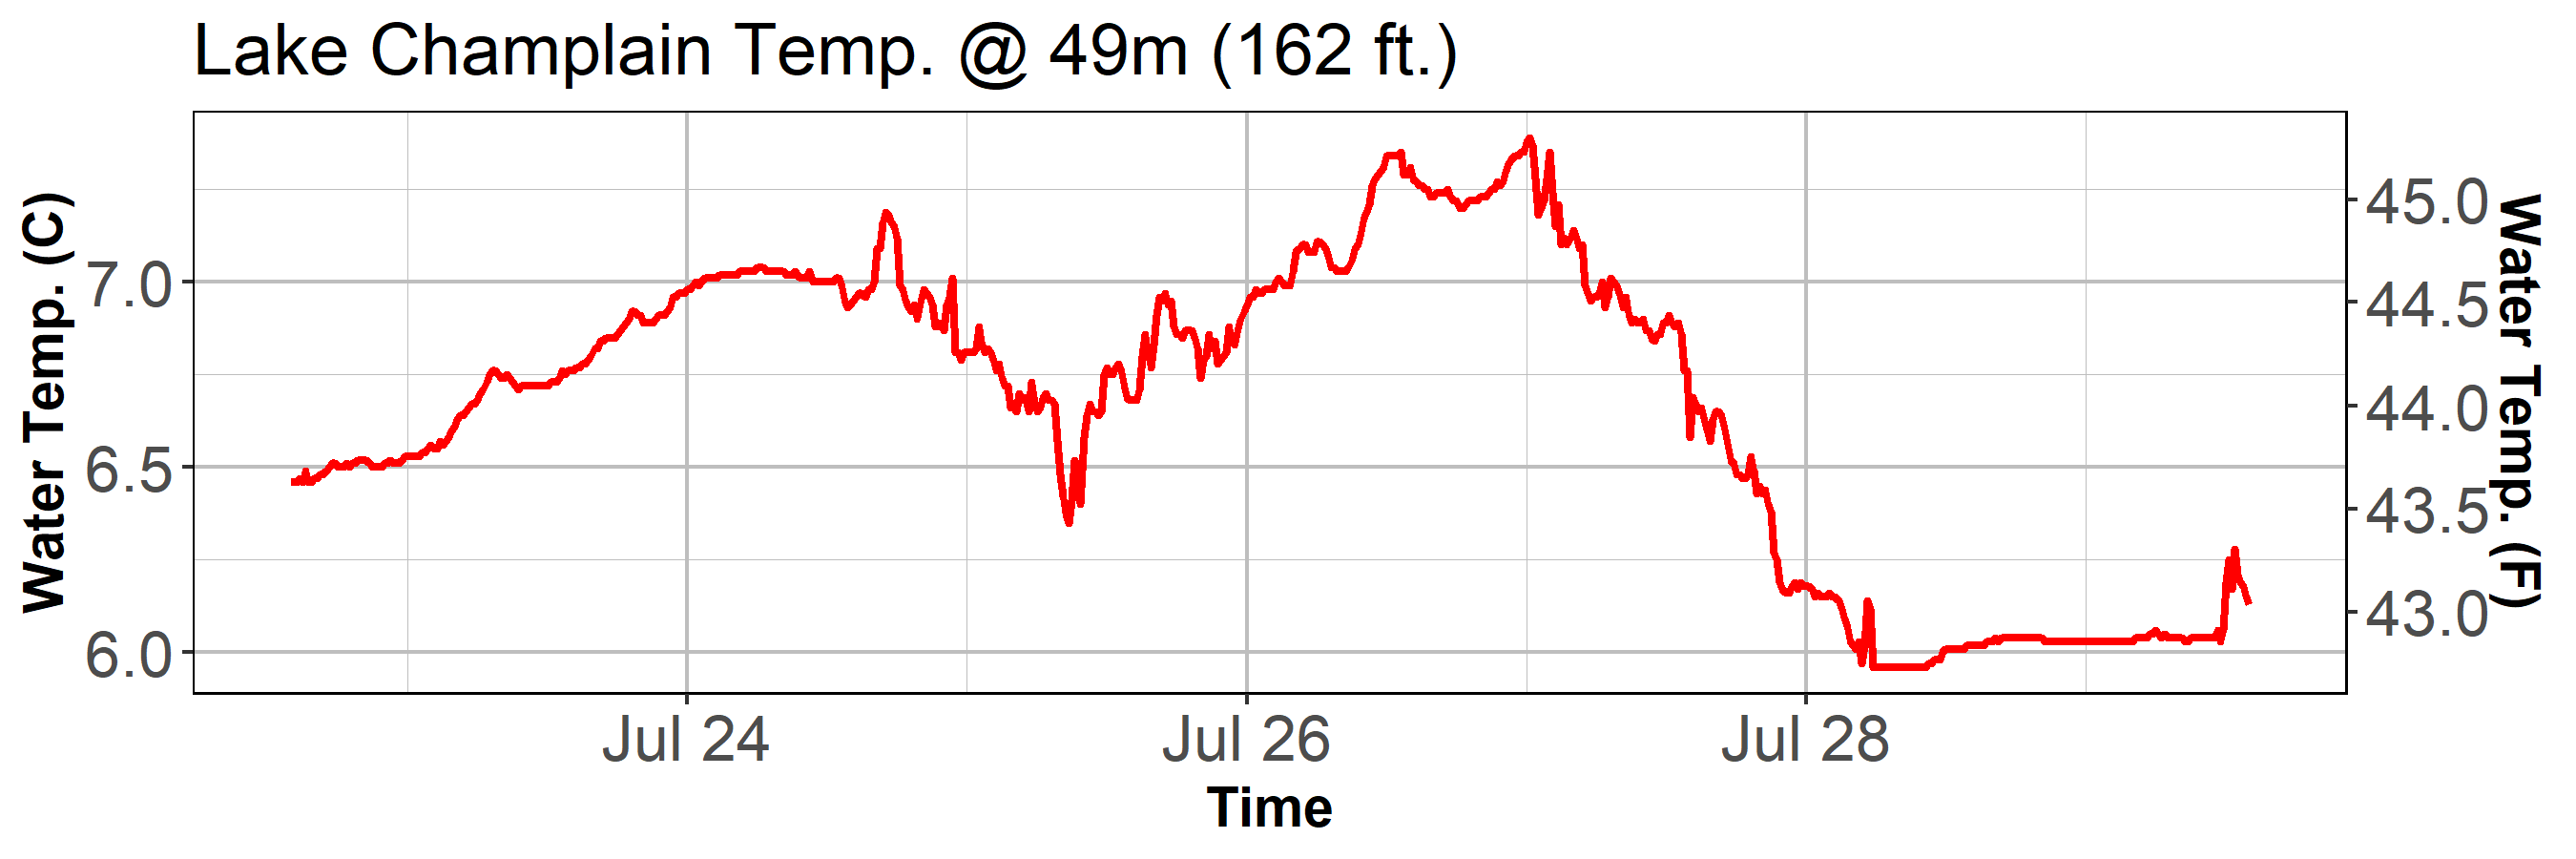 Lake Champlain Temp. @ 49m (162 ft.)
Water Temp. (C)
7.0
6.5
6.0
45.0
44.5
44.0
43.5
43.0
Water Temp. (F)
Jul 24 Jul 26 Jul 28
Time